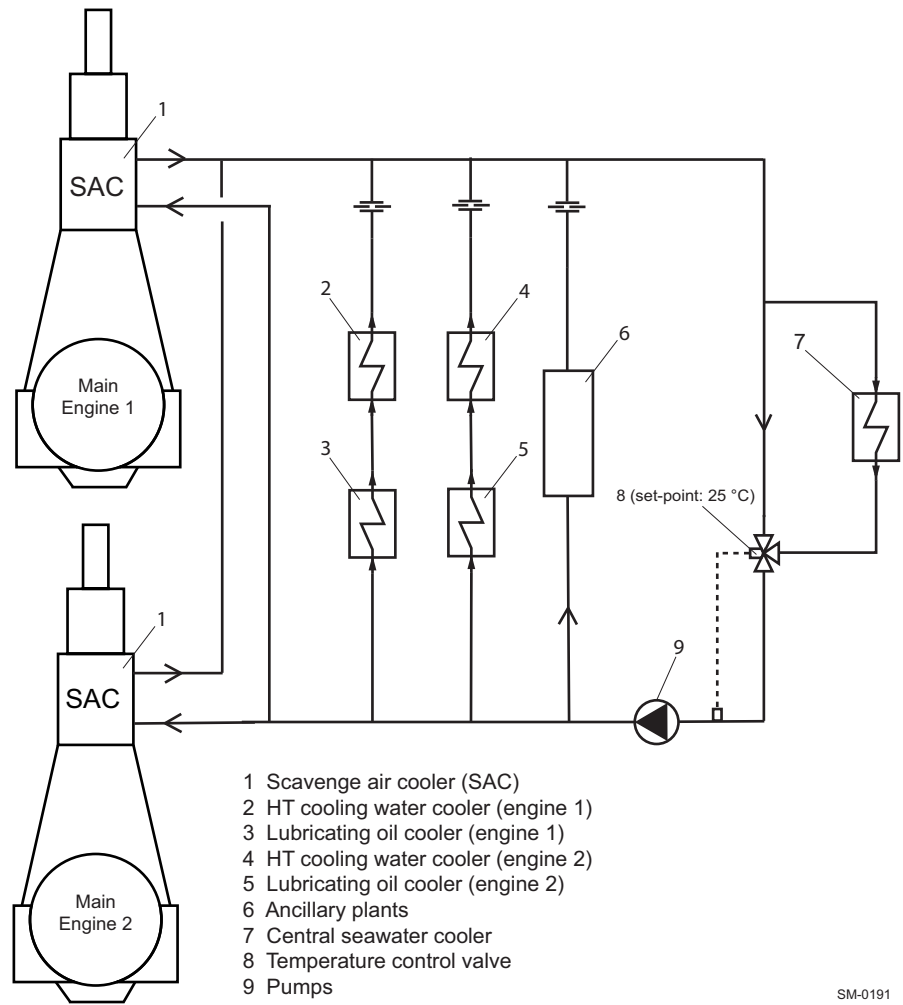 1
SAC
2
4
6
7
Main
Engine 1
3
5
8 (set-point: 25 °C)
1
9
SAC
1 Scavenge air cooler (SAC)
2 HT cooling water cooler (engine 1)
3 Lubricating oil cooler (engine 1)
4 HT cooling water cooler (engine 2)
5 Lubricating oil cooler (engine 2)
6 Ancillary plants
7 Central seawater cooler
8 Temperature control valve
9 Pumps
Main
Engine 2
SM-0191